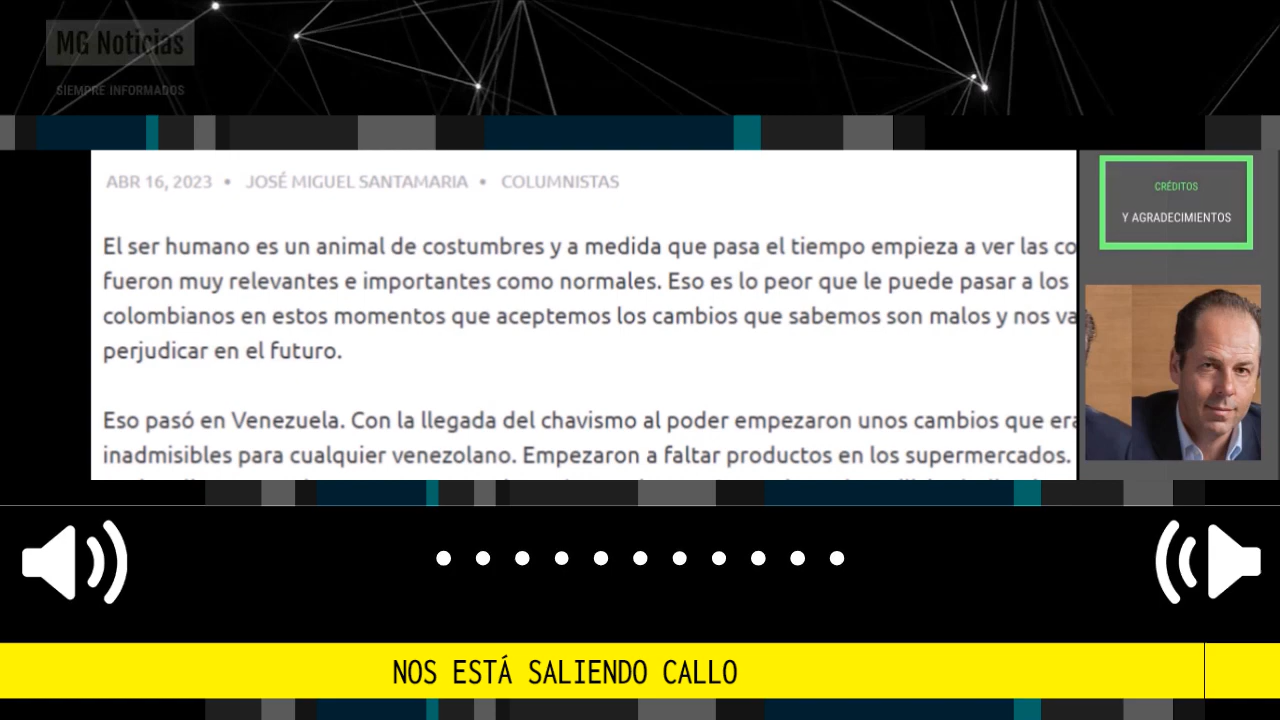 MG Noticias
SIEMPRE INFORMADOS
ABR 16, 2023 • JOSÉ MIGUEL SANTAMARIA • COLUMNISTAS
El ser humano es un animal de costumbres y a medida que pasa el tiempo empieza a ver las co
fueron muy relevantes e importantes como normales. Eso es lo peor que le puede pasar a los
colombianos en estos momentos que aceptemos los cambios que sabemos son malos y nos va
perjudicar en el futuro.
Eso pasó en Venezuela. Con la llegada del chavismo al poder empezaron unos cambios que era
inadmisibles para cualquier venezolano. Empezaron a faltar productos en los supermercados.
CRÉDITOS
Y AGRADECIMIENTOS
NOS ESTÁ SALIENDO CALLO